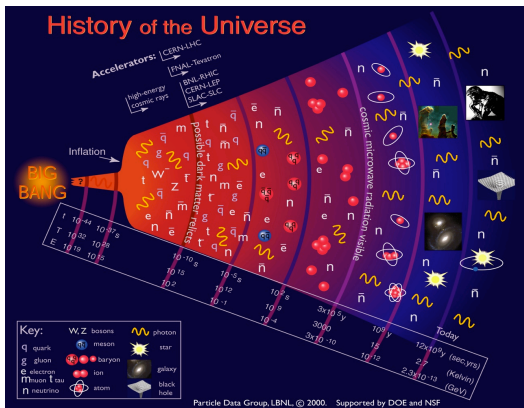 History of the Universe
Accelerators:
CERN-LHC
FNAL-Tevatron
BNL-RHIC
CERN-LEP
SLAC-SLC
high-energy
cosmic rays
Inflation
BIG
BANG
?
possible dark matter relicts
cosmic microwave radiation visible
t 10⁻⁴⁴ 10⁻³⁷ s 10⁻¹⁰ s 10⁻⁵ s 10² s 3x10⁵ y 10⁹ y 12x10⁹ y (sec,yrs)
T 10³² 10²⁸ 10¹⁵ 10¹² 10⁹ 3000 15 2.7 (Kelvin)
E 10¹⁹ 10¹⁵ 10² 10⁻¹ 10⁻⁴ 3x10⁻¹⁰ 10⁻¹² 2.3x10⁻¹³ (GeV)
Today
Key:
q quark
g gluon
e electron
m muon t tau
n neutrino
W, Z bosons
meson
baryon
ion
atom
photon
star
galaxy
black
hole
Particle Data Group, LBNL, © 2000. Supported by DOE and NSF